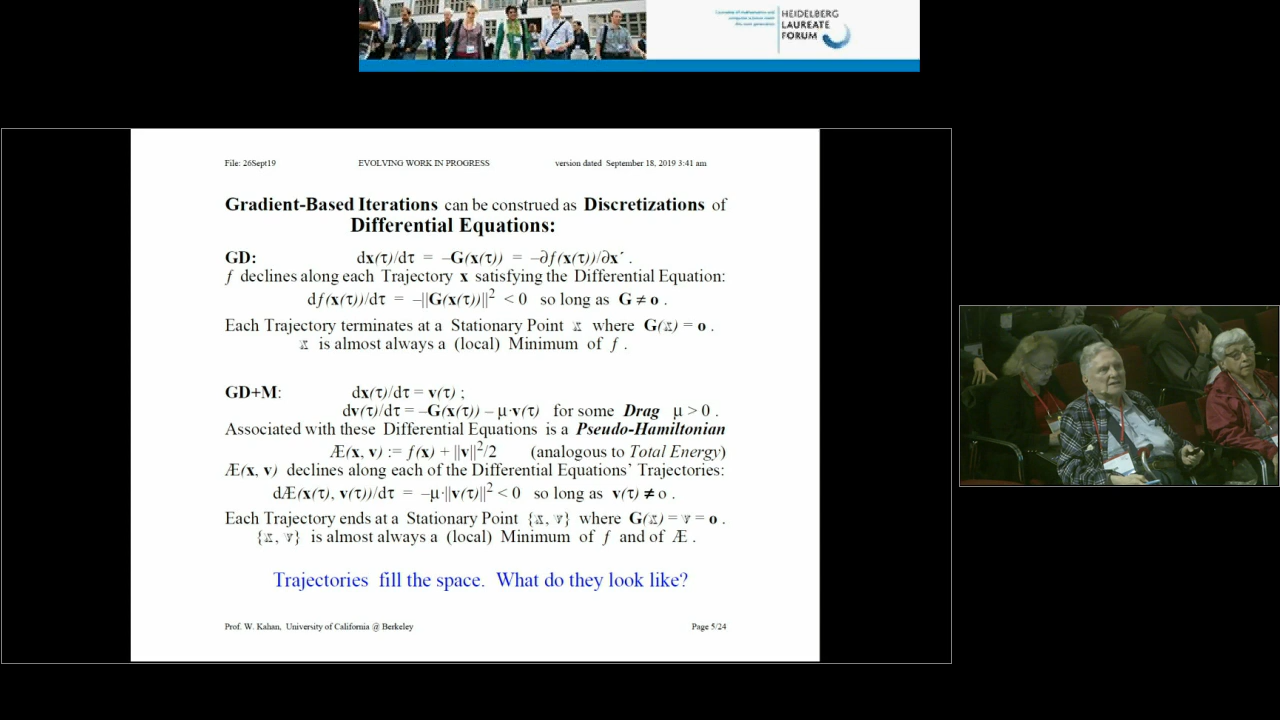 HEIDELBERG
LAUREATE
FORUM
File: 26Sept19 EVOLVING WORK IN PROGRESS version dated September 18, 2019 3:41 am
Gradient-Based Iterations can be construed as Discretizations of
Differential Equations:
GD: dx(τ)/dτ = –G(x(τ)) = –∂f(x(τ))/∂x´ .
f declines along each Trajectory x satisfying the Differential Equation:
df(x(τ))/dτ = –||G(x(τ))||² < 0 so long as G ≠ o .
Each Trajectory terminates at a Stationary Point 𝕩 where G(𝕩) = o .
𝕩 is almost always a (local) Minimum of f .
GD+M: dx(τ)/dτ = v(τ) ;
dv(τ)/dτ = –G(x(τ)) – μ·v(τ) for some Drag μ > 0 .
Associated with these Differential Equations is a Pseudo-Hamiltonian
Æ(x, v) := f(x) + ||v||²/2 (analogous to Total Energy)
Æ(x, v) declines along each of the Differential Equations’ Trajectories:
dÆ(x(τ), v(τ))/dτ = –μ·||v(τ)||² < 0 so long as v(τ) ≠ o .
Each Trajectory ends at a Stationary Point {𝕩, 𝕧} where G(𝕩) = 𝕧 = o .
{𝕩, 𝕧} is almost always a (local) Minimum of f and of Æ .
Trajectories fill the space. What do they look like?
Prof. W. Kahan, University of California @ Berkeley Page 5/24